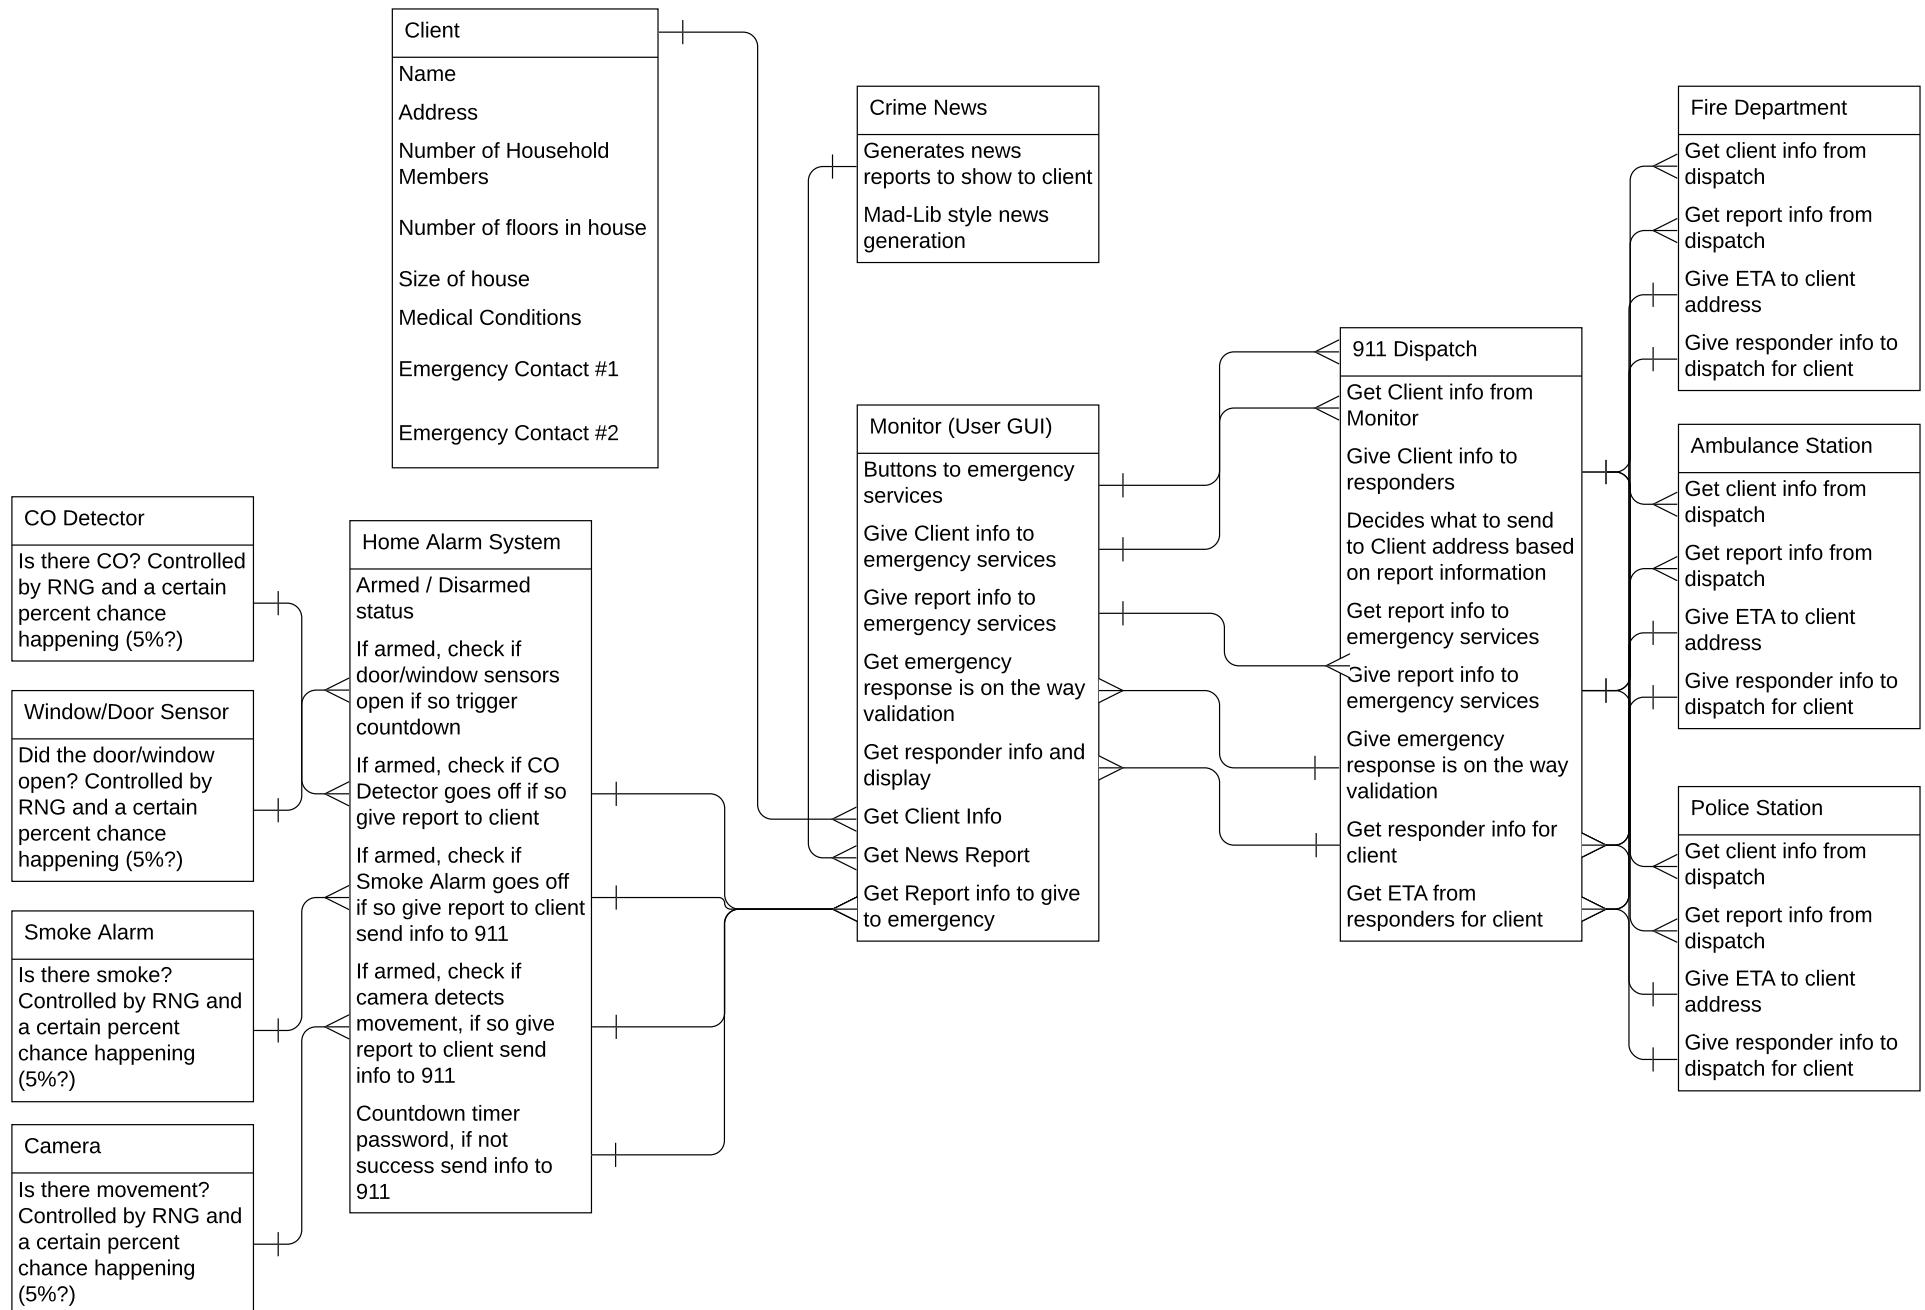 Client
Name
Address
Number of Household
Members
Number of floors in house
Size of house
Medical Conditions
Emergency Contact #1
Emergency Contact #2
CO Detector
Is there CO? Controlled
by RNG and a certain
percent chance
happening (5%?)
Window/Door Sensor
Did the door/window
open? Controlled by
RNG and a certain
percent chance
happening (5%?)
Smoke Alarm
Is there smoke?
Controlled by RNG and
a certain percent
chance happening
(5%?)
Camera
Is there movement?
Controlled by RNG and
a certain percent
chance happening
(5%?)
Home Alarm System
Armed / Disarmed
status
If armed, check if
door/window sensors
open if so trigger
countdown
If armed, check if CO
Detector goes off if so
give report to client
If armed, check if
Smoke Alarm goes off
if so give report to client
send info to 911
If armed, check if
camera detects
movement, if so give
report to client send
info to 911
Countdown timer
password, if not
success send info to
911
Crime News
Generates news
reports to show to client
Mad-Lib style news
generation
Monitor (User GUI)
Buttons to emergency
services
Give Client info to
emergency services
Give report info to
emergency services
Get emergency
response is on the way
validation
Get responder info and
display
Get Client Info
Get News Report
Get Report info to give
to emergency
911 Dispatch
Get Client info from
Monitor
Give Client info to
responders
Decides what to send
to Client address based
on report information
Get report info to
emergency services
Give report info to
emergency services
Give emergency
response is on the way
validation
Get responder info for
client
Get ETA from
responders for client
Fire Department
Get client info from
dispatch
Get report info from
dispatch
Give ETA to client
address
Give responder info to
dispatch for client
Ambulance Station
Get client info from
dispatch
Get report info from
dispatch
Give ETA to client
address
Give responder info to
dispatch for client
Police Station
Get client info from
dispatch
Get report info from
dispatch
Give ETA to client
address
Give responder info to
dispatch for client